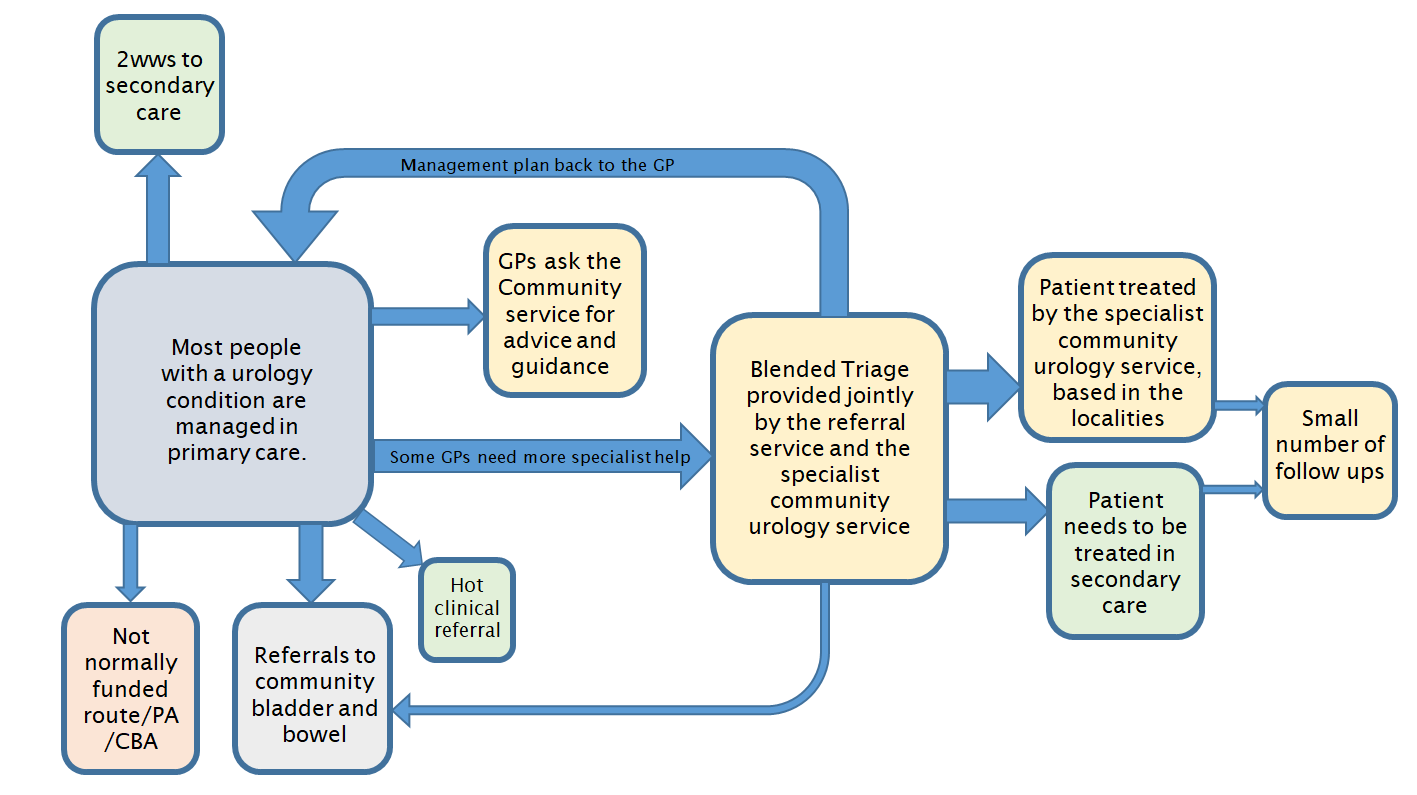 2wws to
secondary
care
Management plan back to the GP
GPs ask the
Community
service for
advice and
guidance
Most people
with a urology
condition are
managed in
primary care.
Some GPs need more specialist help
Blended Triage
provided jointly
by the referral
service and the
specialist
community
urology service
Patient treated
by the specialist
community
urology service,
based in the
localities
Small
number of
follow ups
Patient
needs to be
treated in
secondary
care
Hot
clinical
referral
Not
normally
funded
route/PA
/CBA
Referrals to
community
bladder and
bowel